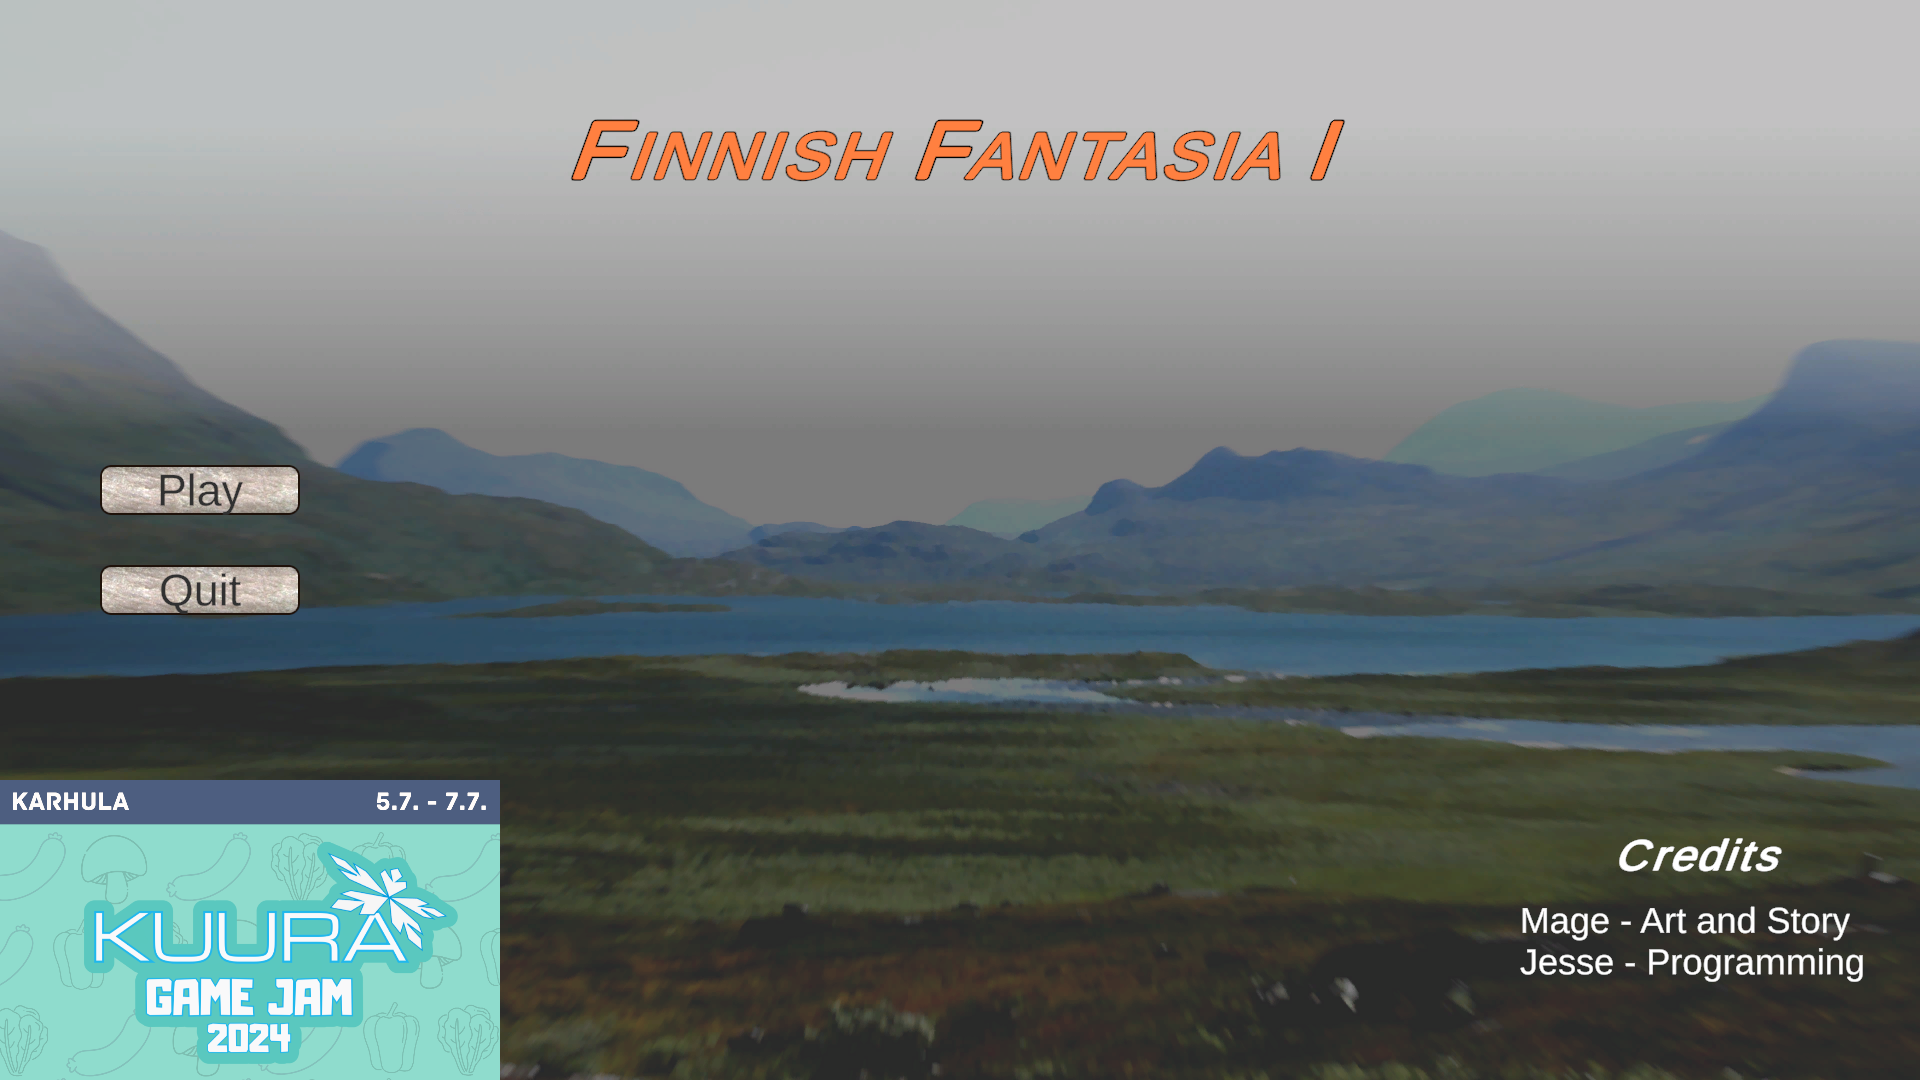 Finnish Fantasia I
Play
Quit
KARHULA 5.7. - 7.7.
KUURA
GAME JAM
2024
Credits
Mage - Art and Story
Jesse - Programming